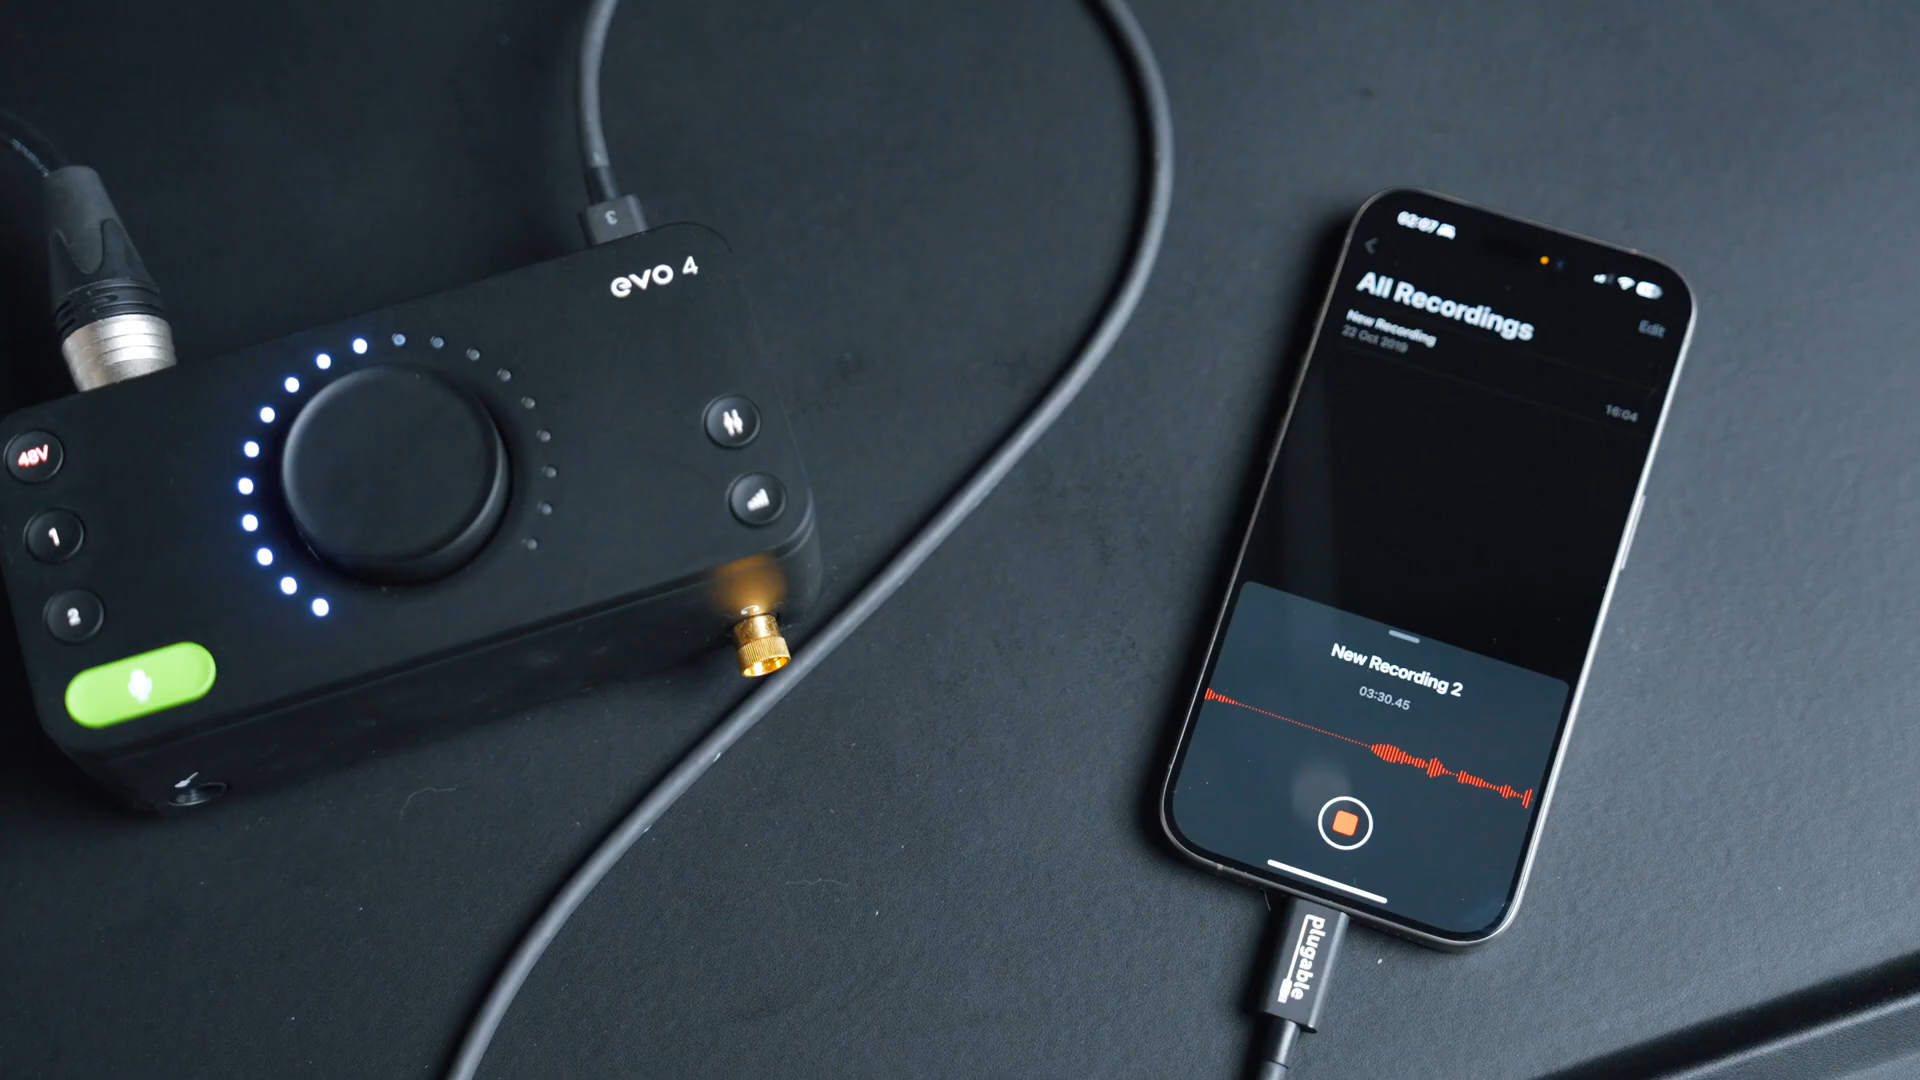 3
evo 4
48V
1
2
02:07
All Recordings
Edit
New Recording
22 Oct 2019
16:04
New Recording 2
03:30.45
plugable